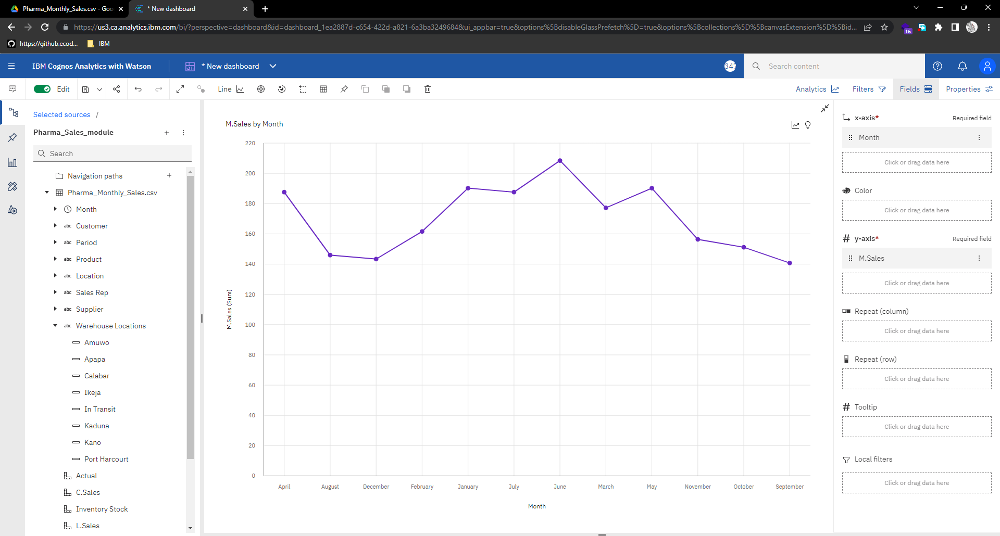 Pharma_Monthly_Sales.csv - Goo
* New dashboard
https://us3.ca.analytics.ibm.com/bi/?perspective=dashboard&id=dashboard_1ea2887d-c654-422d-a821-6a3ba3249684&ui_appbar=true&options%5BdisableGlassPrefetch%5D=true&options%5Bcollections%5D%5BcanvasExtension%5D%5Bid...
16
https://github.ecod...
IBM
IBM Cognos Analytics with Watson
* New dashboard
347
Search content
Edit
Line
Analytics
Filters
Fields
Properties
Selected sources /
Pharma_Sales_module
Search
Navigation paths
Pharma_Monthly_Sales.csv
Month
abc Customer
abc Period
abc Product
abc Location
abc Sales Rep
abc Supplier
abc Warehouse Locations
Amuwo
Apapa
Calabar
Ikeja
In Transit
Kaduna
Kano
Port Harcourt
Actual
C.Sales
Inventory Stock
L.Sales
M.Sales by Month
220
200
180
160
140
120
100
80
60
40
20
0
M.Sales (Sum)
April August December February January July June March May November October September
Month
x-axis* Required field
Month
Click or drag data here
Color
Click or drag data here
y-axis* Required field
M.Sales
Click or drag data here
Repeat (column)
Click or drag data here
Repeat (row)
Click or drag data here
Tooltip
Click or drag data here
Local filters
Click or drag data here